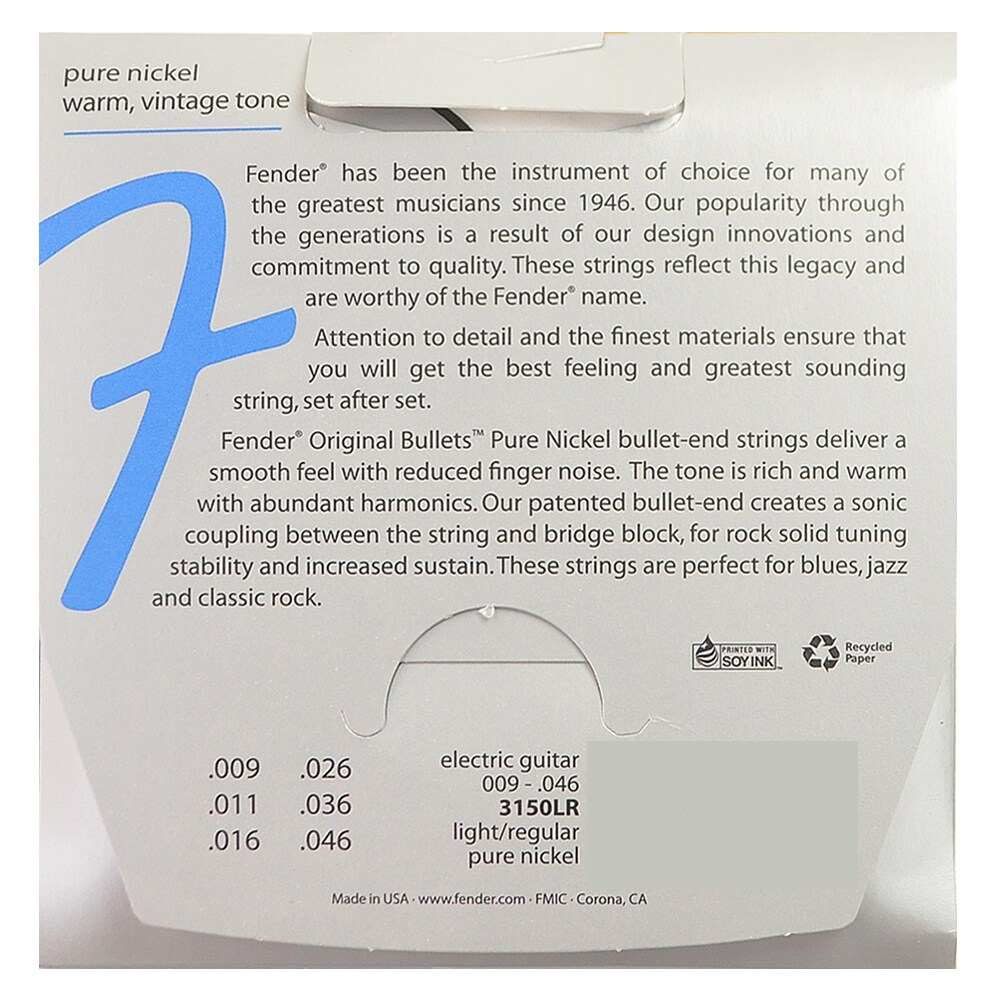 pure nickel
warm, vintage tone
Fender® has been the instrument of choice for many of
the greatest musicians since 1946. Our popularity through
the generations is a result of our design innovations and
commitment to quality. These strings reflect this legacy and
are worthy of the Fender® name.
Attention to detail and the finest materials ensure that
you will get the best feeling and greatest sounding
string, set after set.
Fender® Original Bullets™ Pure Nickel bullet-end strings deliver a
smooth feel with reduced finger noise. The tone is rich and warm
with abundant harmonics. Our patented bullet-end creates a sonic
coupling between the string and bridge block, for rock solid tuning
stability and increased sustain. These strings are perfect for blues, jazz
and classic rock.
PRINTED WITH
SOY INK™
Recycled
Paper
.009 .026
.011 .036
.016 .046
electric guitar
009 - .046
3150LR
light/regular
pure nickel
Made in USA · www.fender.com · FMIC · Corona, CA